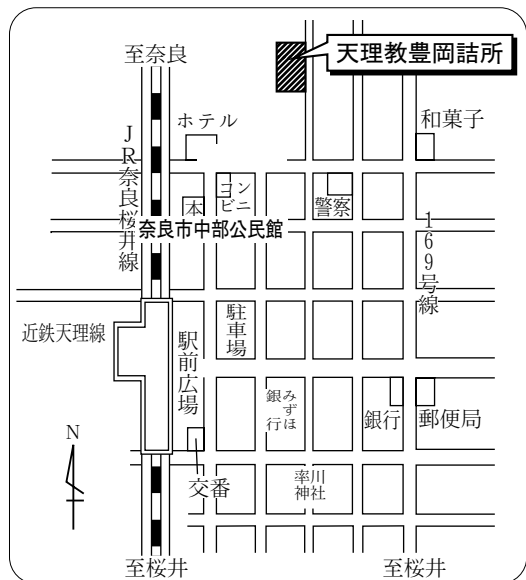 至奈良
天理教豊岡詰所
ホテル
和菓子
JR奈良桜井線
コン
ビニ
本
警察
奈良市中部公民館
169号線
近鉄天理線
駅前広場
駐車場
みずほ
銀行
銀行
郵便局
N
交番
率川
神社
至桜井
至桜井